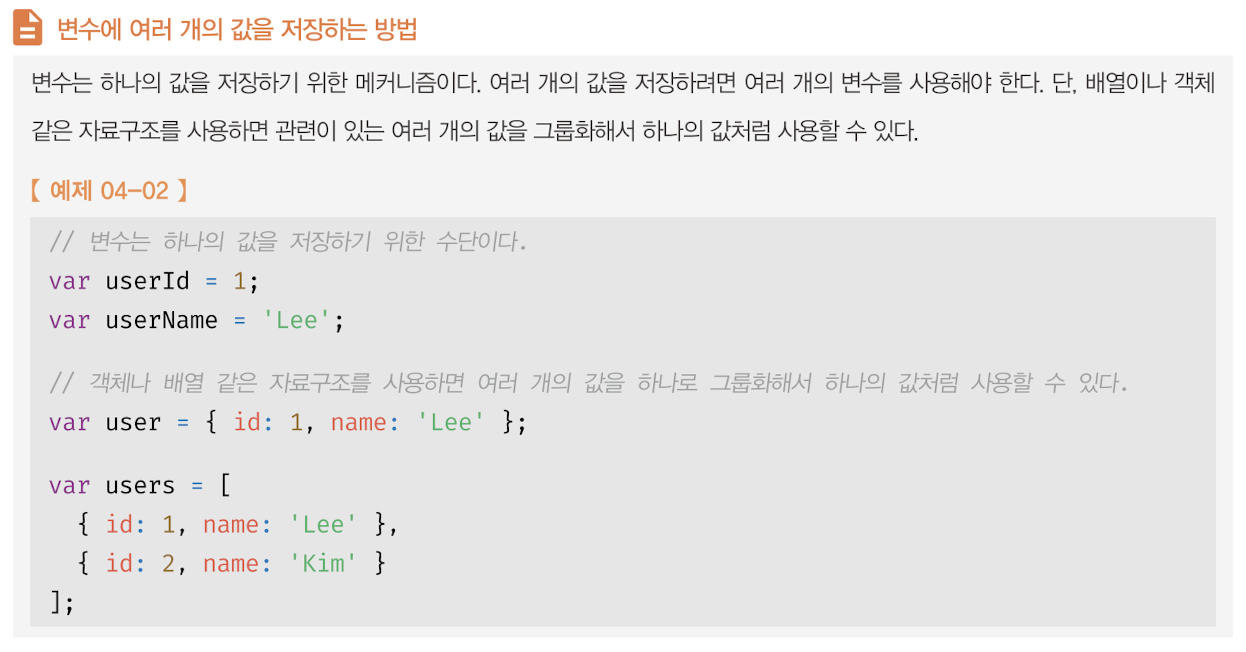 변수에 여러 개의 값을 저장하는 방법
변수는 하나의 값을 저장하기 위한 메커니즘이다. 여러 개의 값을 저장하려면 여러 개의 변수를 사용해야 한다. 단, 배열이나 객체
같은 자료구조를 사용하면 관련이 있는 여러 개의 값을 그룹화해서 하나의 값처럼 사용할 수 있다.
【 예제 04-02 】
// 변수는 하나의 값을 저장하기 위한 수단이다.
var userId = 1;
var userName = 'Lee';
// 객체나 배열 같은 자료구조를 사용하면 여러 개의 값을 하나로 그룹화해서 하나의 값처럼 사용할 수 있다.
var user = { id: 1, name: 'Lee' };
var users = [
  { id: 1, name: 'Lee' },
  { id: 2, name: 'Kim' }
];